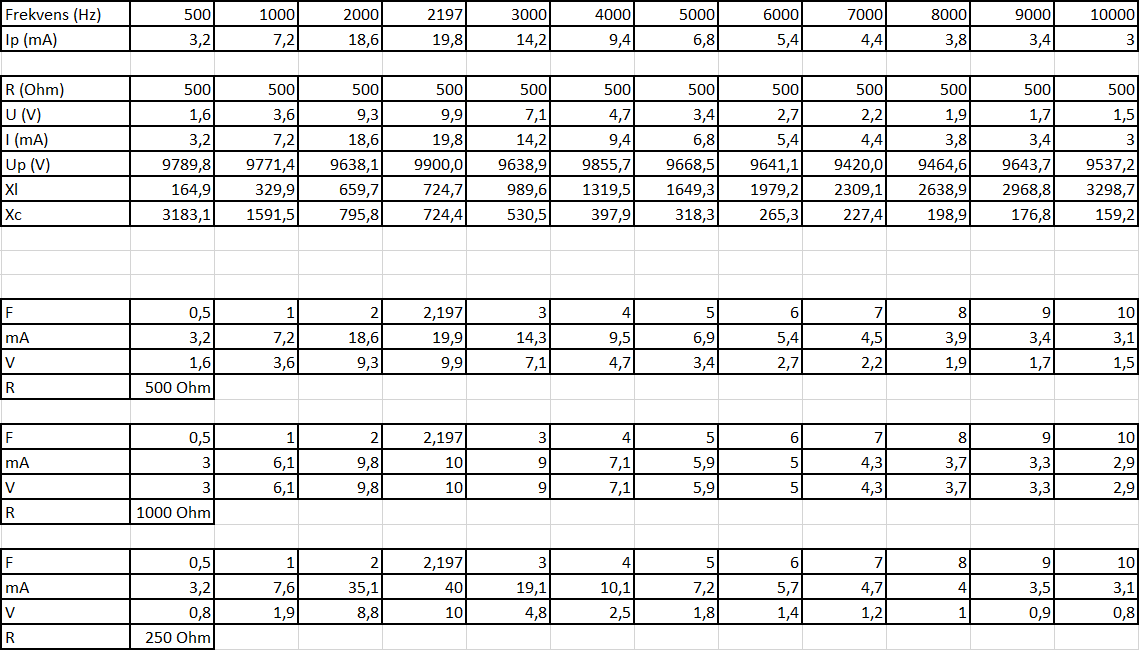 Frekvens (Hz) 500 1000 2000 2197 3000 4000 5000 6000 7000 8000 9000 10000
Ip (mA) 3,2 7,2 18,6 19,8 14,2 9,4 6,8 5,4 4,4 3,8 3,4 3
R (Ohm) 500 500 500 500 500 500 500 500 500 500 500 500
U (V) 1,6 3,6 9,3 9,9 7,1 4,7 3,4 2,7 2,2 1,9 1,7 1,5
I (mA) 3,2 7,2 18,6 19,8 14,2 9,4 6,8 5,4 4,4 3,8 3,4 3
Up (V) 9789,8 9771,4 9638,1 9900,0 9638,9 9855,7 9668,5 9641,1 9420,0 9464,6 9643,7 9537,2
Xl 164,9 329,9 659,7 724,7 989,6 1319,5 1649,3 1979,2 2309,1 2638,9 2968,8 3298,7
Xc 3183,1 1591,5 795,8 724,4 530,5 397,9 318,3 265,3 227,4 198,9 176,8 159,2
F 0,5 1 2 2,197 3 4 5 6 7 8 9 10
mA 3,2 7,2 18,6 19,9 14,3 9,5 6,9 5,4 4,5 3,9 3,4 3,1
V 1,6 3,6 9,3 9,9 7,1 4,7 3,4 2,7 2,2 1,9 1,7 1,5
R 500 Ohm
F 0,5 1 2 2,197 3 4 5 6 7 8 9 10
mA 3 6,1 9,8 10 9 7,1 5,9 5 4,3 3,7 3,3 2,9
V 3 6,1 9,8 10 9 7,1 5,9 5 4,3 3,7 3,3 2,9
R 1000 Ohm
F 0,5 1 2 2,197 3 4 5 6 7 8 9 10
mA 3,2 7,6 35,1 40 19,1 10,1 7,2 5,7 4,7 4 3,5 3,1
V 0,8 1,9 8,8 10 4,8 2,5 1,8 1,4 1,2 1 0,9 0,8
R 250 Ohm